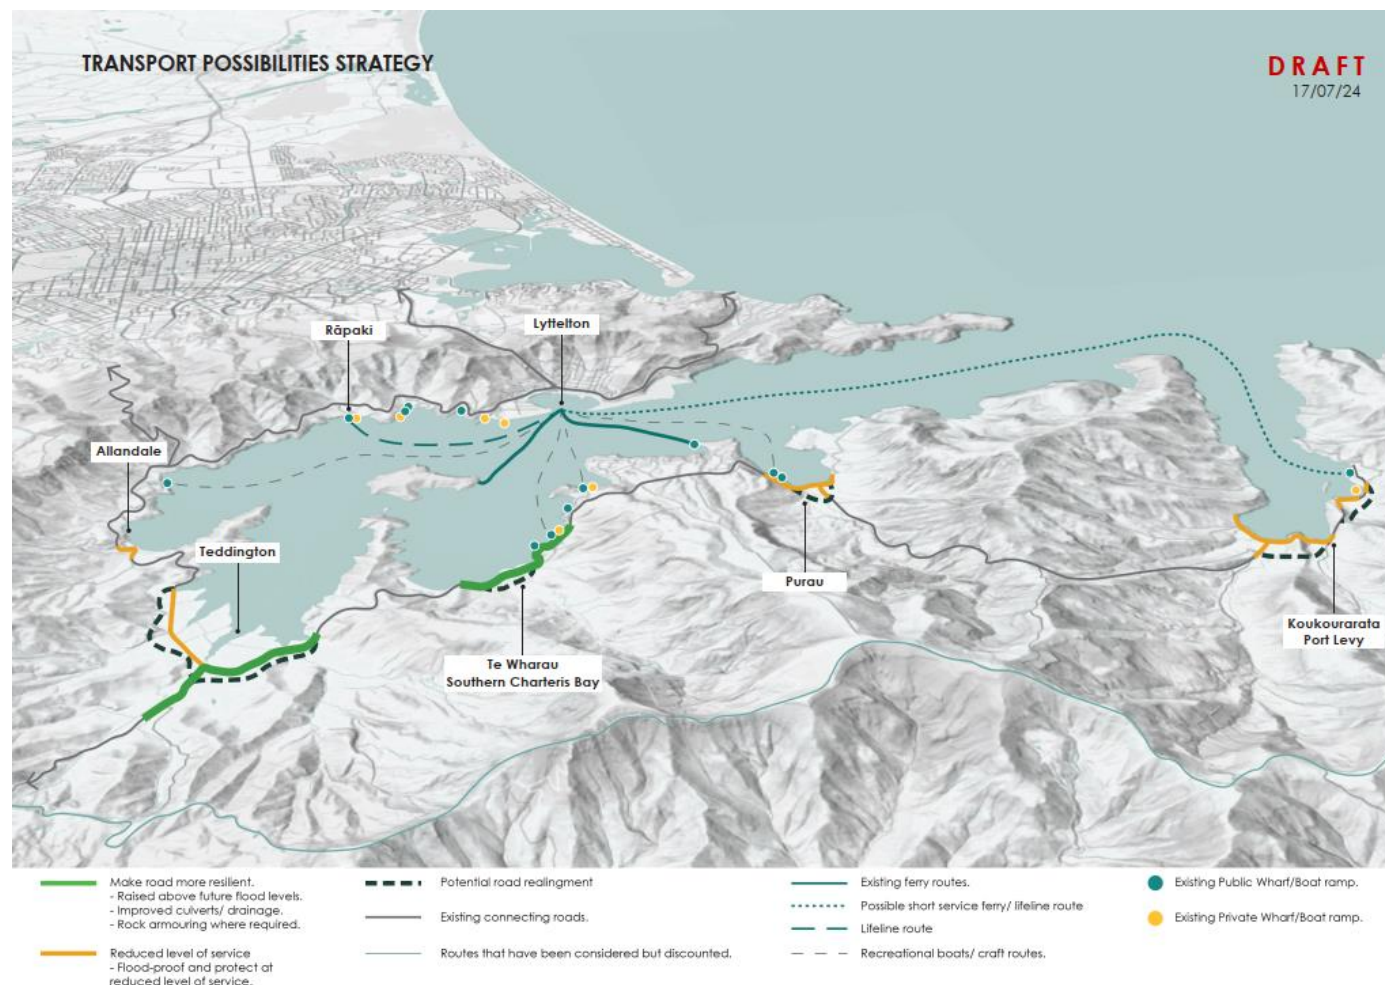 TRANSPORT POSSIBILITIES STRATEGY
DRAFT
17/07/24
Rāpaki
Lyttelton
Allandale
Teddington
Purau
Te Wharau
Southern Charteris Bay
Koukourarata
Port Levy
Make road more resilient.
- Raised above future flood levels.
- Improved culverts/ drainage.
- Rock armouring where required.
Reduced level of service
- Flood-proof and protect at
reduced level of service.
Potential road realingment
Existing connecting roads.
Routes that have been considered but discounted.
Existing ferry routes.
Possible short service ferry/ lifeline route
Lifeline route
Recreational boats/ craft routes.
Existing Public Wharf/Boat ramp.
Existing Private Wharf/Boat ramp.